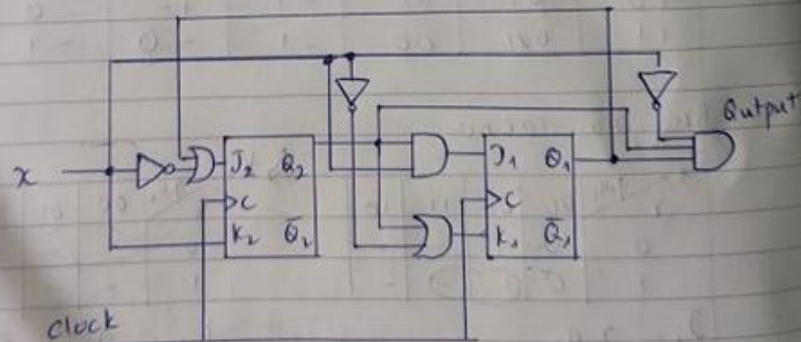 Output
x
J₂ Q₂
C
K₂ Q̅₂
J₁ Q₁
C
K₁ Q̅₁
Clock